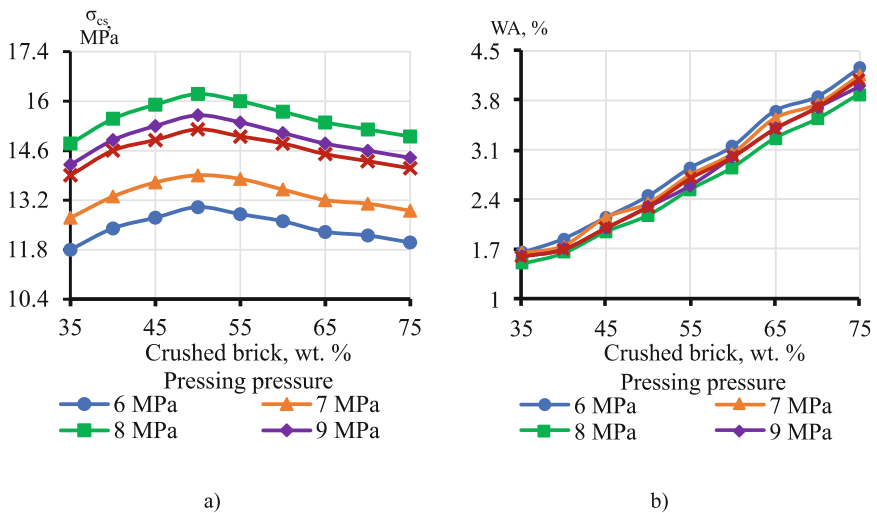 σcs,
MPa
17.4
16
14.6
13.2
11.8
10.4
35 45 55 65 75
Crushed brick, wt. %
Pressing pressure
6 MPa 7 MPa
8 MPa 9 MPa
a)
WA, %
4.5
3.8
3.1
2.4
1.7
1
35 45 55 65 75
Crushed brick, wt. %
Pressing pressure
6 MPa 7 MPa
8 MPa 9 MPa
b)